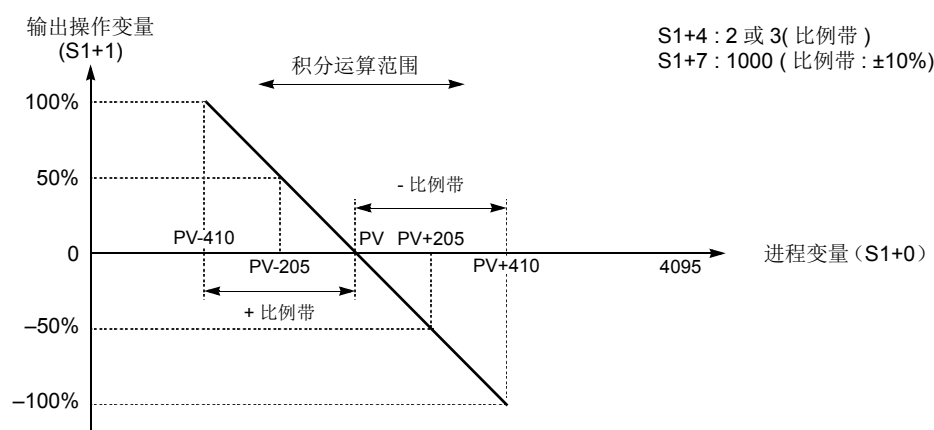 输出操作变量
(S1+1)
S1+4 : 2 或 3( 比例带 )
S1+7 : 1000 ( 比例带 : ±10%)
积分运算范围
100%
50%
- 比例带
PV-410
PV
PV+205
0
PV-205
PV+410
4095
进程变量（S1+0）
+ 比例带
–50%
–100%